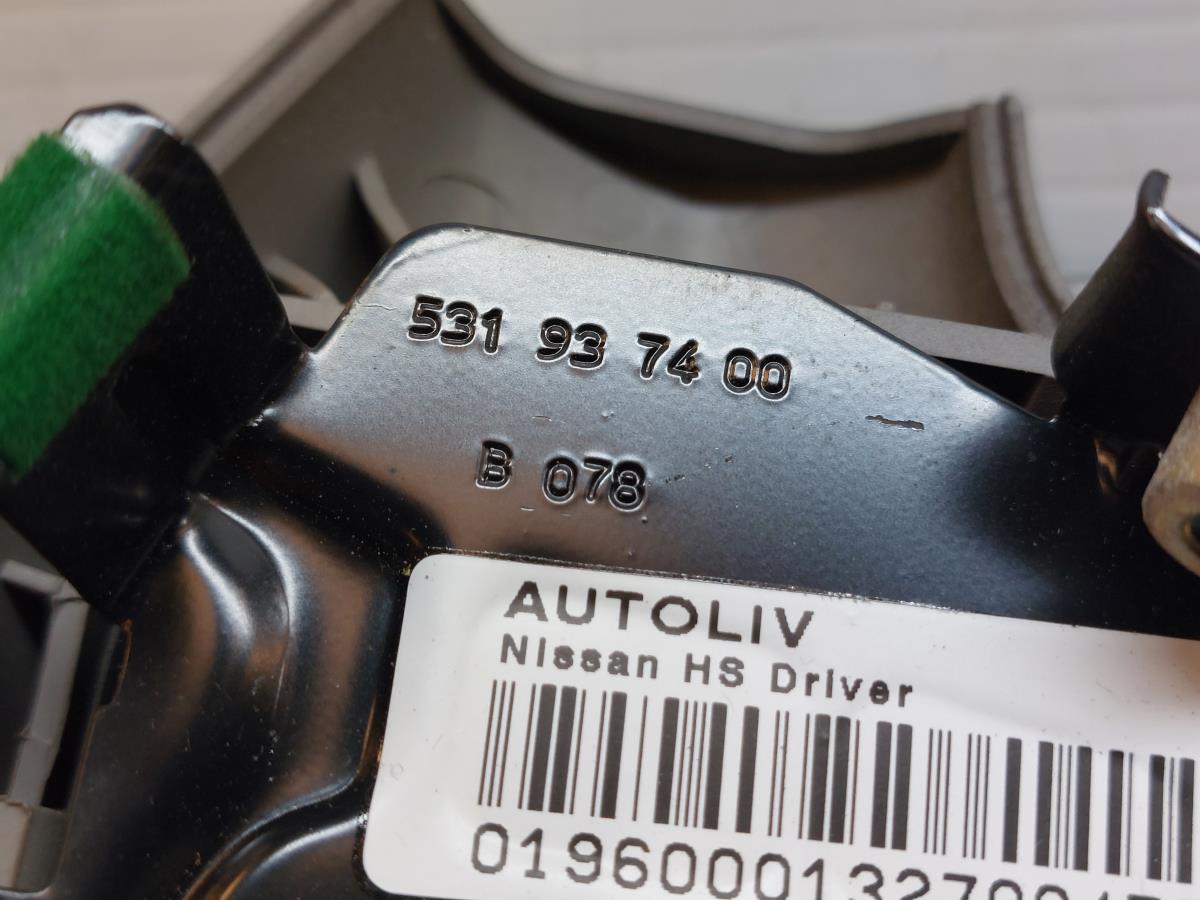 531 93 74 00
B 078
AUTOLIV
Nissan HS Driver